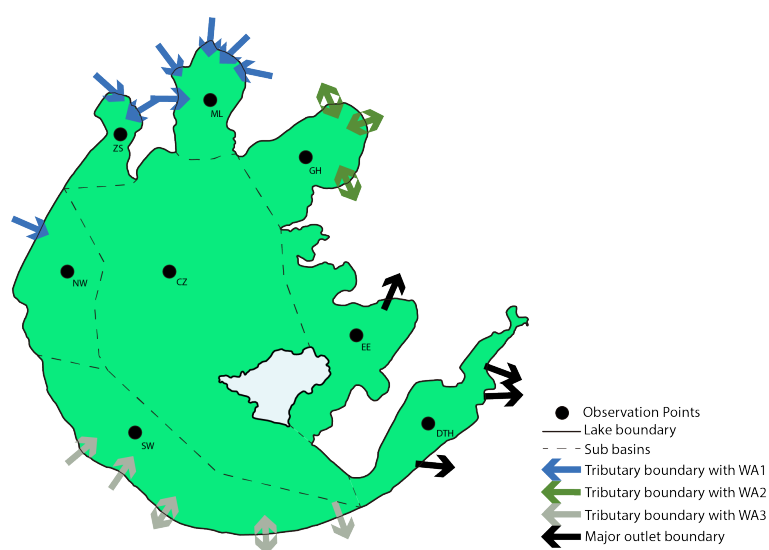 ML
ZS
GH
NW
CZ
EE
DTH
SW
Observation Points
Lake boundary
Sub basins
Tributary boundary with WA1
Tributary boundary with WA2
Tributary boundary with WA3
Major outlet boundary